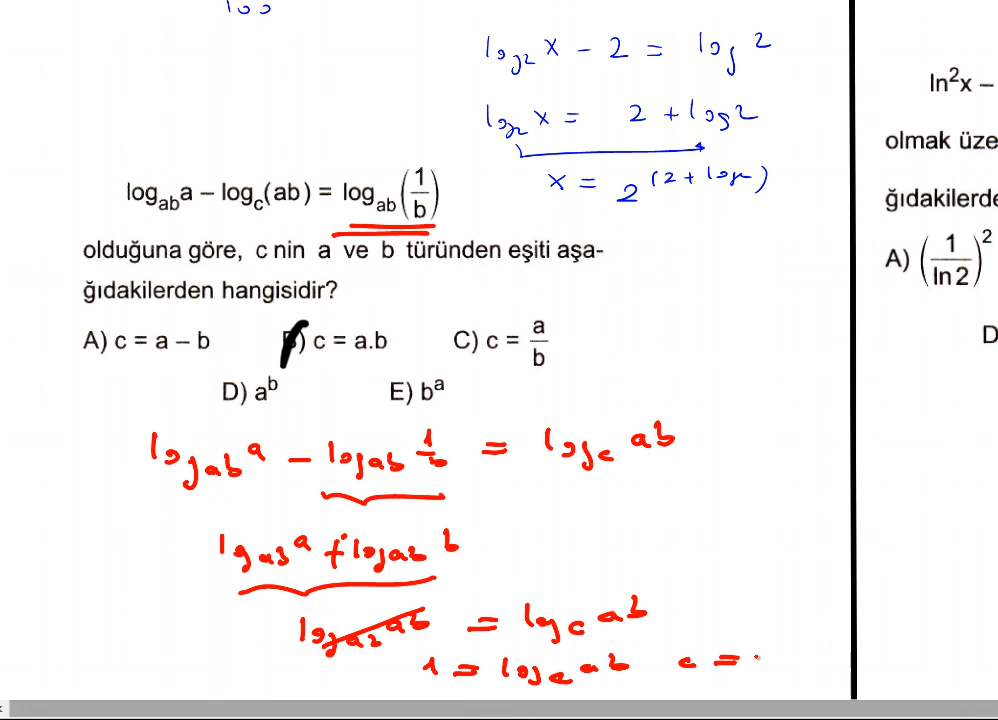 log₂ x − 2 = log 2
log₂ x = 2 + log 2
x = 2^(2 + log 2)
log_ab a − log_c(ab) = log_ab(1/b)
olduğuna göre, c nin a ve b türünden eşiti aşa-
ğıdakilerden hangisidir?
A) c = a − b B) c = a.b C) c = a/b
D) a^b E) b^a
log_ab a − log_ab 1/b = log_c ab
log_ab a + log_ab b
log_ab ab = log_c ab
1 = log_c ab c =
ln²x −
olmak üze
ğıdakilerde
A) (1/ln 2)²
D